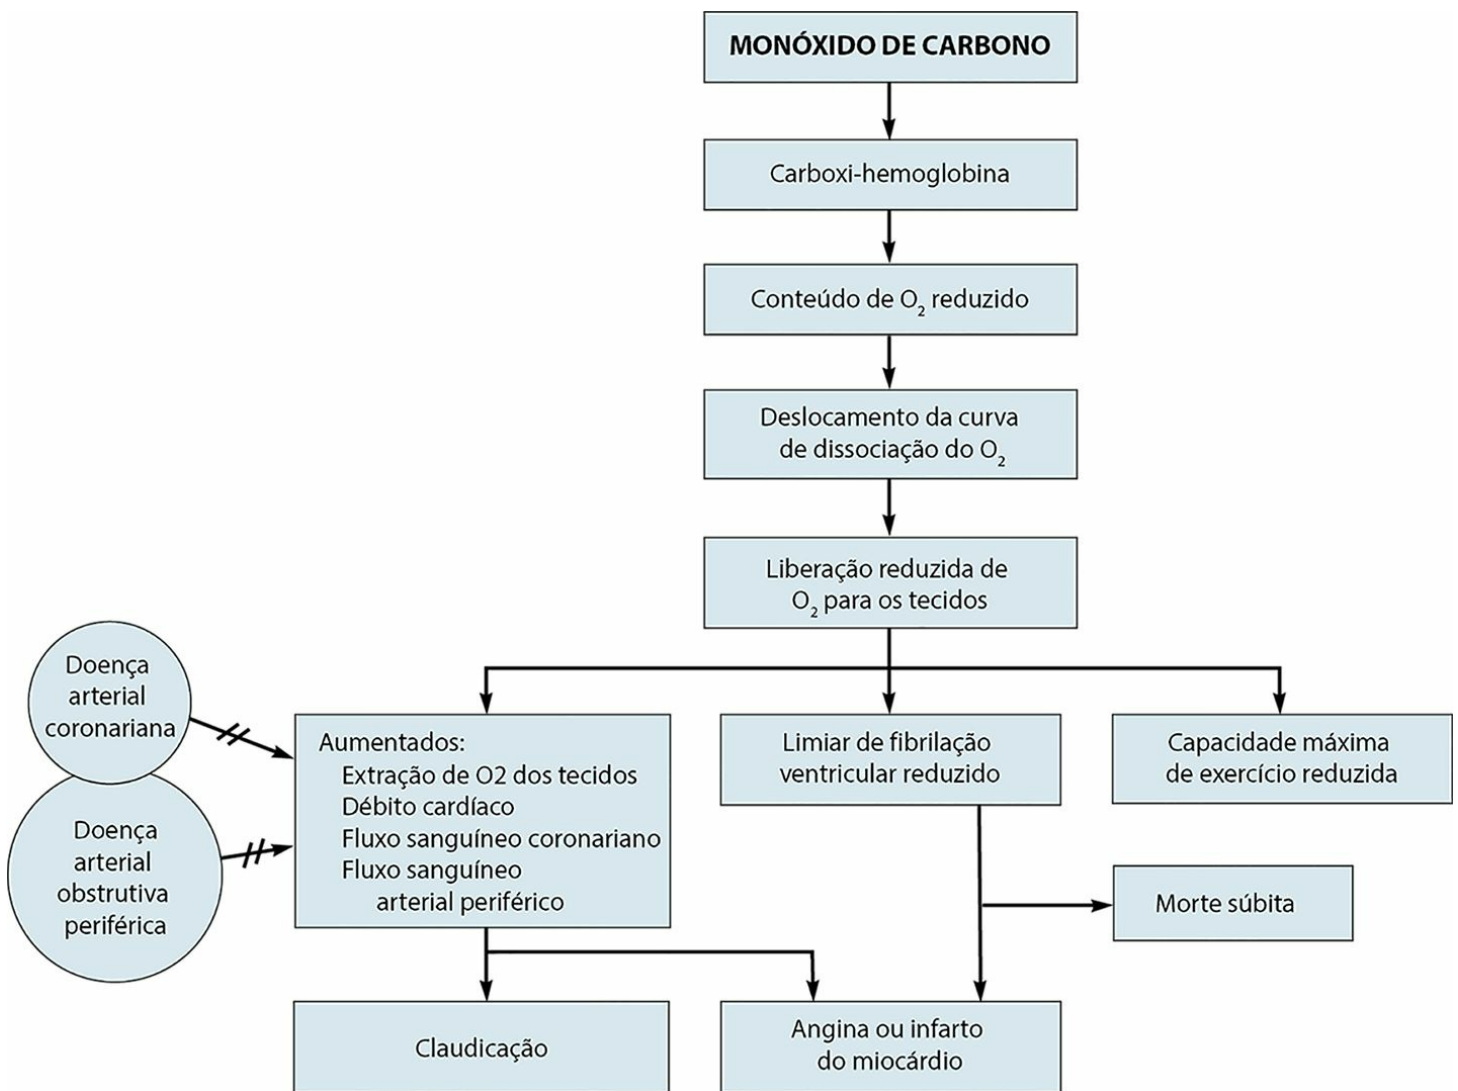 MONÓXIDO DE CARBONO
Carboxi-hemoglobina
Conteúdo de O₂ reduzido
Deslocamento da curva
de dissociação do O₂
Liberação reduzida de
O₂ para os tecidos
Doença
arterial
coronariana
Doença
arterial
obstrutiva
periférica
Aumentados:
Extração de O2 dos tecidos
Débito cardíaco
Fluxo sanguíneo coronariano
Fluxo sanguíneo
arterial periférico
Limiar de fibrilação
ventricular reduzido
Capacidade máxima
de exercício reduzida
Morte súbita
Claudicação
Angina ou infarto
do miocárdio